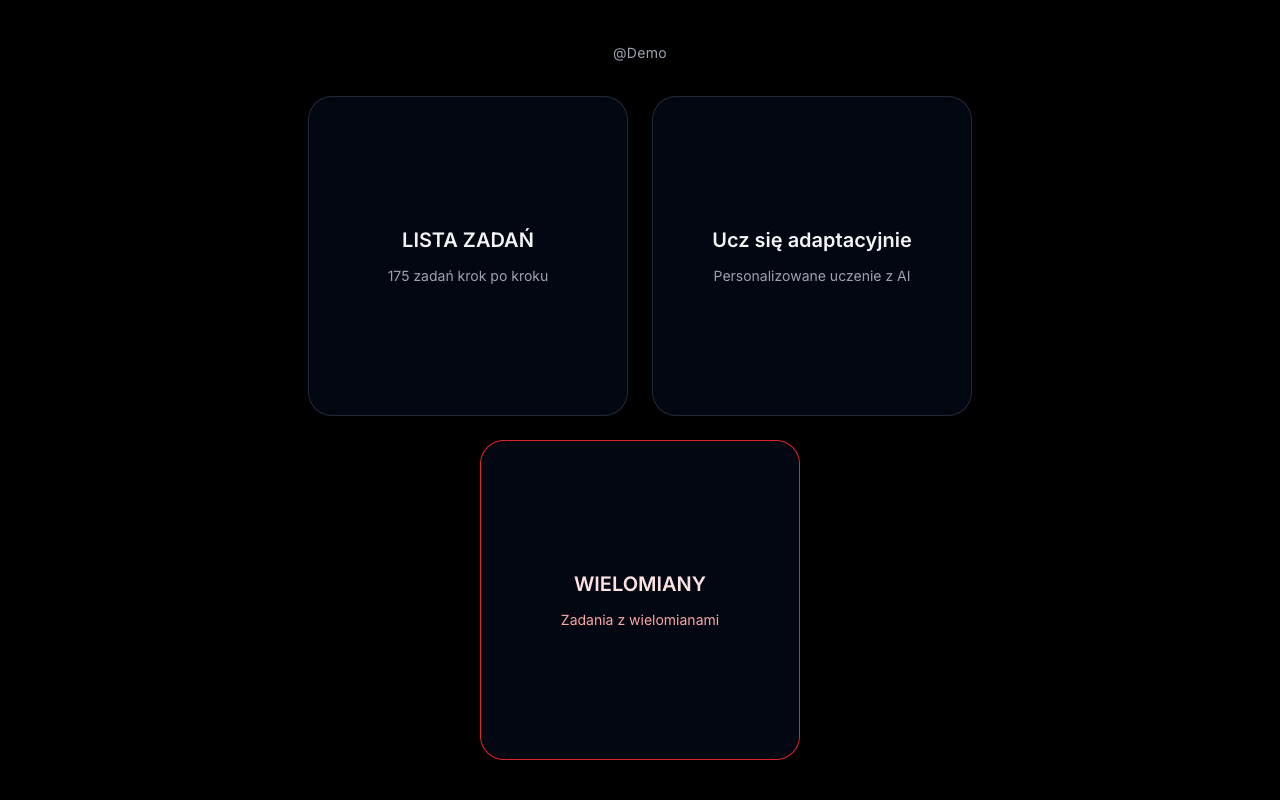 @Demo
LISTA ZADAŃ
175 zadań krok po kroku
Ucz się adaptacyjnie
Personalizowane uczenie z AI
WIELOMIANY
Zadania z wielomianami